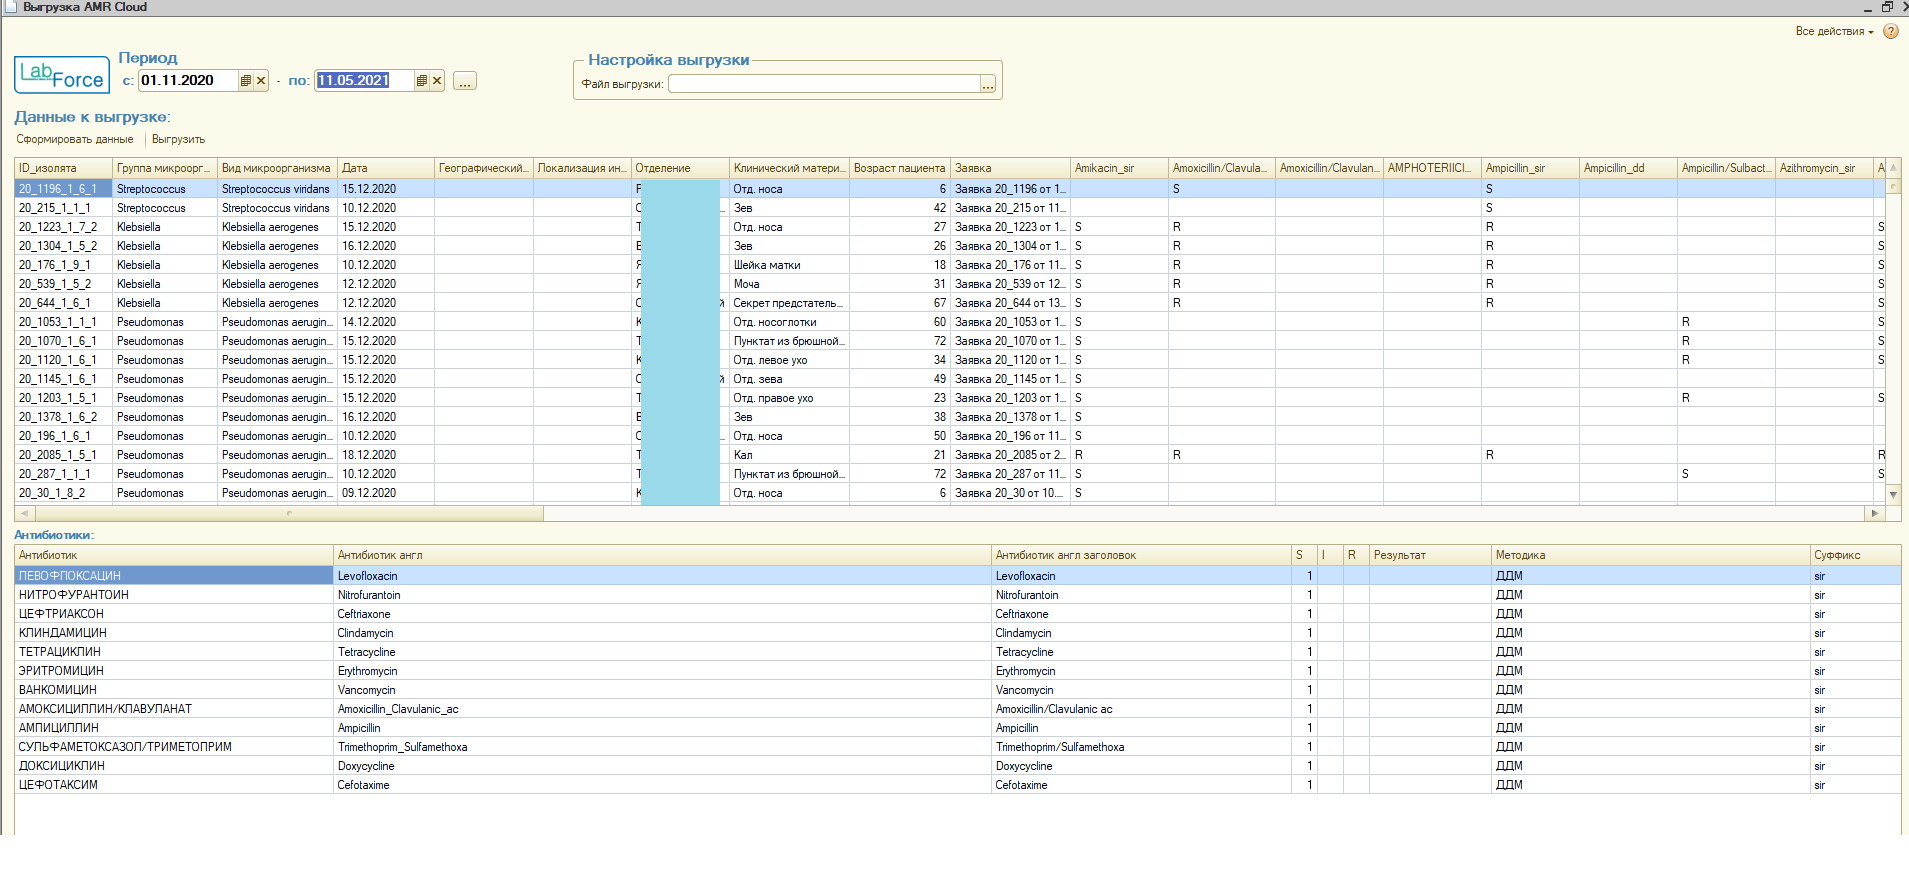 Выгрузка AMR Cloud
Все действия
LabForce
Период
с: 01.11.2020 - по: 11.05.2021 ...
Настройка выгрузки
Файл выгрузки: ...
Данные к выгрузке:
Сформировать данные Выгрузить
ID_изолята Группа микроорг... Вид микроорганизма Дата Географический... Локализация ин... Отделение Клинический матери... Возраст пациента Заявка Amikacin_sir Amoxicillin/Clavula... Amoxicillin/Clavulan... AMPHOTERIICI... Ampicillin_sir Ampicillin_dd Ampicillin/Sulbact... Azithromycin_sir A
20_1196_1_6_1 Streptococcus Streptococcus viridans 15.12.2020 Отд. носа 6 Заявка 20_1196 от 1... S S
20_215_1_1_1 Streptococcus Streptococcus viridans 10.12.2020 ... Зев 42 Заявка 20_215 от 11... S
20_1223_1_7_2 Klebsiella Klebsiella aerogenes 15.12.2020 Т Отд. носа 27 Заявка 20_1223 от 1... S R R S
20_1304_1_5_2 Klebsiella Klebsiella aerogenes 16.12.2020 Зев 26 Заявка 20_1304 от 1... S R R S
20_176_1_9_1 Klebsiella Klebsiella aerogenes 10.12.2020 Я Шейка матки 18 Заявка 20_176 от 11... S R R S
20_539_1_5_2 Klebsiella Klebsiella aerogenes 12.12.2020 Я Моча 31 Заявка 20_539 от 12... S R R S
20_644_1_6_1 Klebsiella Klebsiella aerogenes 12.12.2020 й Секрет предстатель... 67 Заявка 20_644 от 13... S R R S
20_1053_1_1_1 Pseudomonas Pseudomonas aerugin... 14.12.2020 К Отд. носоглотки 60 Заявка 20_1053 от 1... S R S
20_1070_1_6_1 Pseudomonas Pseudomonas aerugin... 15.12.2020 Т Пунктат из брюшной... 72 Заявка 20_1070 от 1... S R S
20_1120_1_6_1 Pseudomonas Pseudomonas aerugin... 15.12.2020 К Отд. левое ухо 34 Заявка 20_1120 от 1... S R S
20_1145_1_6_1 Pseudomonas Pseudomonas aerugin... 15.12.2020 й Отд. зева 49 Заявка 20_1145 от 1... S
20_1203_1_5_1 Pseudomonas Pseudomonas aerugin... 15.12.2020 Т Отд. правое ухо 23 Заявка 20_1203 от 1... S R S
20_1378_1_6_2 Pseudomonas Pseudomonas aerugin... 16.12.2020 Зев 38 Заявка 20_1378 от 1... S
20_196_1_6_1 Pseudomonas Pseudomonas aerugin... 10.12.2020 ... Отд. носа 50 Заявка 20_196 от 11... S
20_2085_1_5_1 Pseudomonas Pseudomonas aerugin... 18.12.2020 Т Кал 21 Заявка 20_2085 от 2... R R R R
20_287_1_1_1 Pseudomonas Pseudomonas aerugin... 10.12.2020 Т Пунктат из брюшной... 72 Заявка 20_287 от 11... S S S
20_30_1_8_2 Pseudomonas Pseudomonas aerugin... 09.12.2020 К Отд. носа 6 Заявка 20_30 от 10.... S
Антибиотики:
Антибиотик Антибиотик англ Антибиотик англ заголовок S I R Результат Методика Суффикс
ЛЕВОФЛОКСАЦИН Levofloxacin Levofloxacin 1 ДДМ sir
НИТРОФУРАНТОИН Nitrofurantoin Nitrofurantoin 1 ДДМ sir
ЦЕФТРИАКСОН Ceftriaxone Ceftriaxone 1 ДДМ sir
КЛИНДАМИЦИН Clindamycin Clindamycin 1 ДДМ sir
ТЕТРАЦИКЛИН Tetracycline Tetracycline 1 ДДМ sir
ЭРИТРОМИЦИН Erythromycin Erythromycin 1 ДДМ sir
ВАНКОМИЦИН Vancomycin Vancomycin 1 ДДМ sir
АМОКСИЦИЛЛИН/КЛАВУЛАНАТ Amoxicillin_Clavulanic_ac Amoxicillin/Clavulanic ac 1 ДДМ sir
АМПИЦИЛЛИН Ampicillin Ampicillin 1 ДДМ sir
СУЛЬФАМЕТОКСАЗОЛ/ТРИМЕТОПРИМ Trimethoprim_Sulfamethoxa Trimethoprim/Sulfamethoxa 1 ДДМ sir
ДОКСИЦИКЛИН Doxycycline Doxycycline 1 ДДМ sir
ЦЕФОТАКСИМ Cefotaxime Cefotaxime 1 ДДМ sir